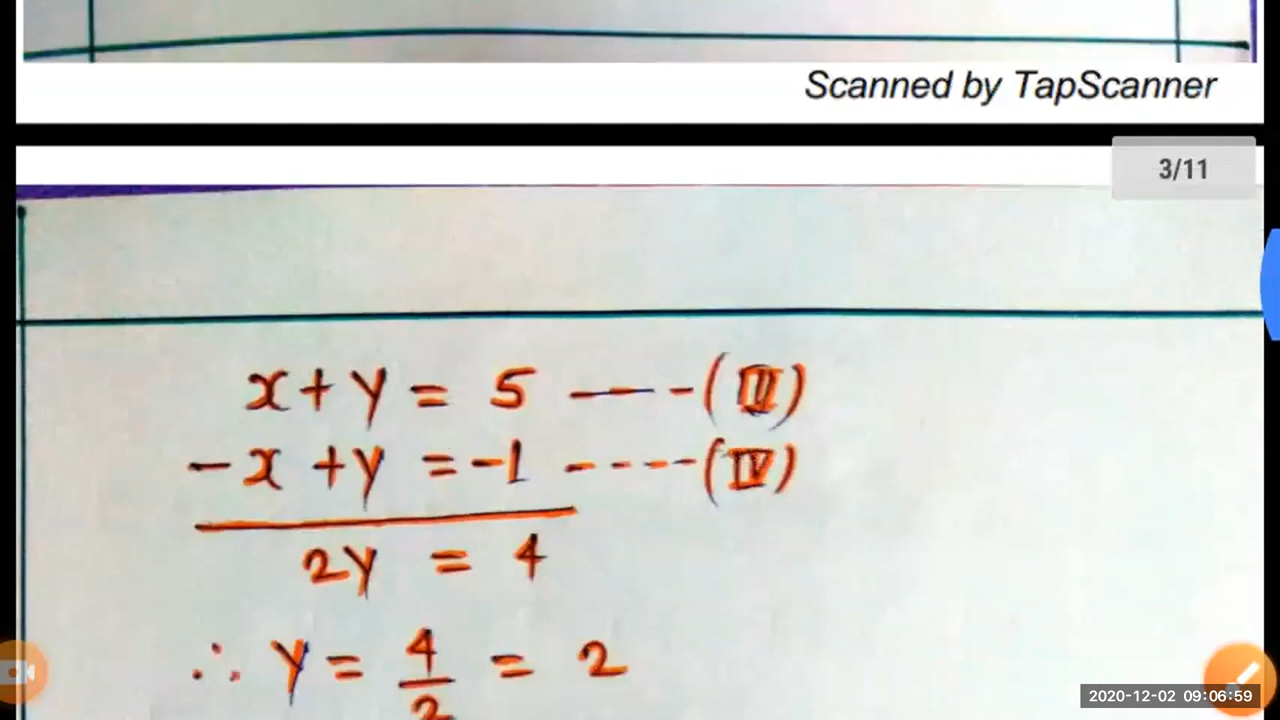 Scanned by TapScanner
3/11
x + y = 5 ---- (III)
- x + y = -1 ---- (IV)
2y = 4
∴ y = 4/2 = 2
2020-12-02 09:06:59